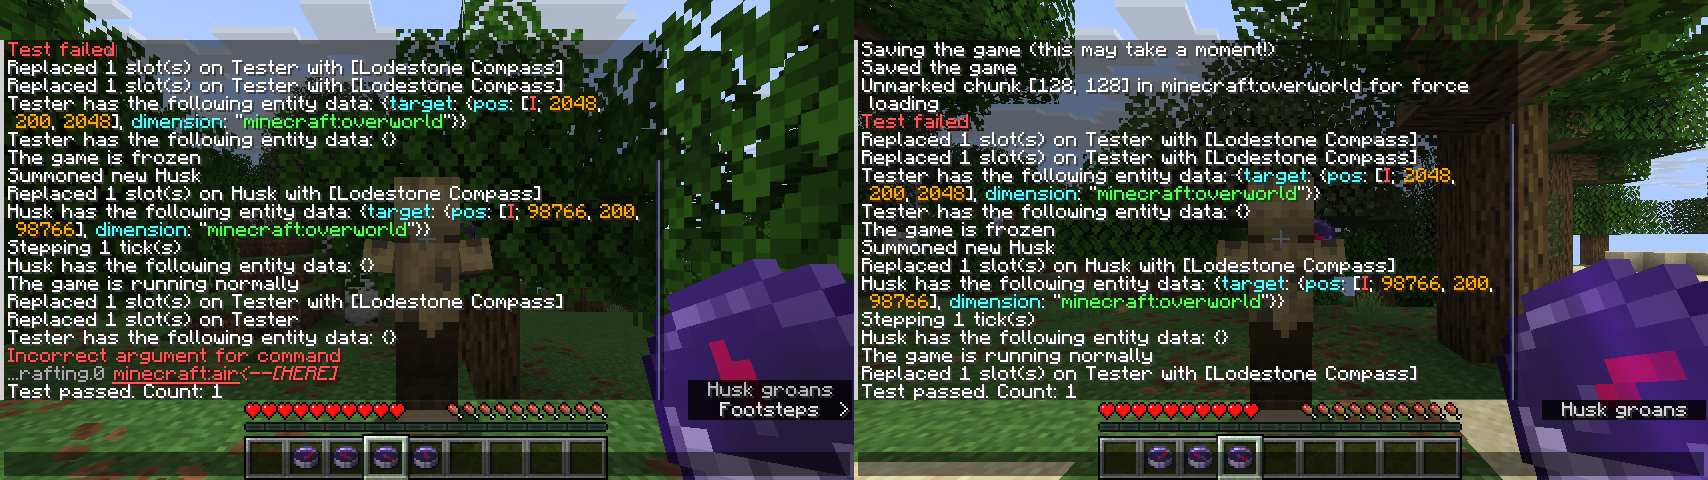 Test failed
Replaced 1 slot(s) on Tester with [Lodestone Compass]
Replaced 1 slot(s) on Tester with [Lodestone Compass]
Tester has the following entity data: {target: {pos: [I; 2048,
200, 2048], dimension: "minecraft:overworld"}}
Tester has the following entity data: {}
The game is frozen
Summoned new Husk
Replaced 1 slot(s) on Husk with [Lodestone Compass]
Husk has the following entity data: {target: {pos: [I; 98766, 200,
98766], dimension: "minecraft:overworld"}}
Stepping 1 tick(s)
Husk has the following entity data: {}
The game is running normally
Replaced 1 slot(s) on Tester with [Lodestone Compass]
Replaced 1 slot(s) on Tester
Tester has the following entity data: {}
Incorrect argument for command
...rafting.0 minecraft:air<--[HERE]
Test passed. Count: 1
Husk groans
Footsteps >
Saving the game (this may take a moment!)
Saved the game
Unmarked chunk [128, 128] in minecraft:overworld for force
loading
Test failed
Replaced 1 slot(s) on Tester with [Lodestone Compass]
Replaced 1 slot(s) on Tester with [Lodestone Compass]
Tester has the following entity data: {target: {pos: [I; 2048,
200, 2048], dimension: "minecraft:overworld"}}
Tester has the following entity data: {}
The game is frozen
Summoned new Husk
Replaced 1 slot(s) on Husk with [Lodestone Compass]
Husk has the following entity data: {target: {pos: [I; 98766, 200,
98766], dimension: "minecraft:overworld"}}
Stepping 1 tick(s)
Husk has the following entity data: {}
The game is running normally
Replaced 1 slot(s) on Tester with [Lodestone Compass]
Test passed. Count: 1
Husk groans